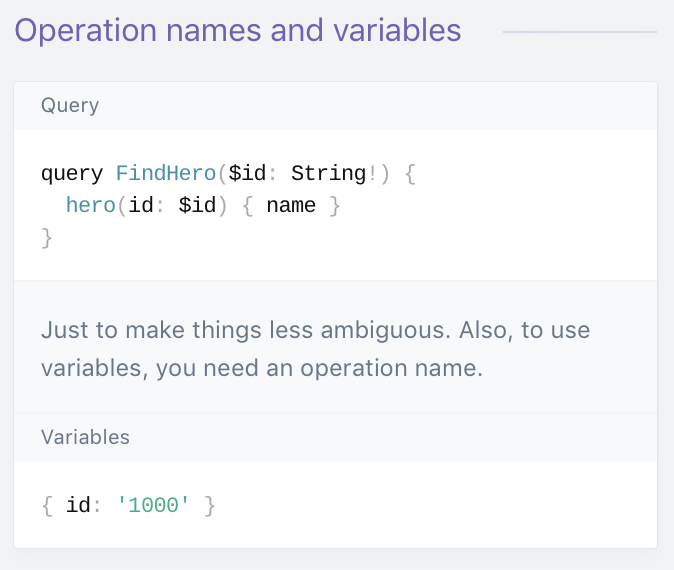 Operation names and variables
Query
query FindHero($id: String!) {
  hero(id: $id) { name }
}
Just to make things less ambiguous. Also, to use
variables, you need an operation name.
Variables
{ id: '1000' }